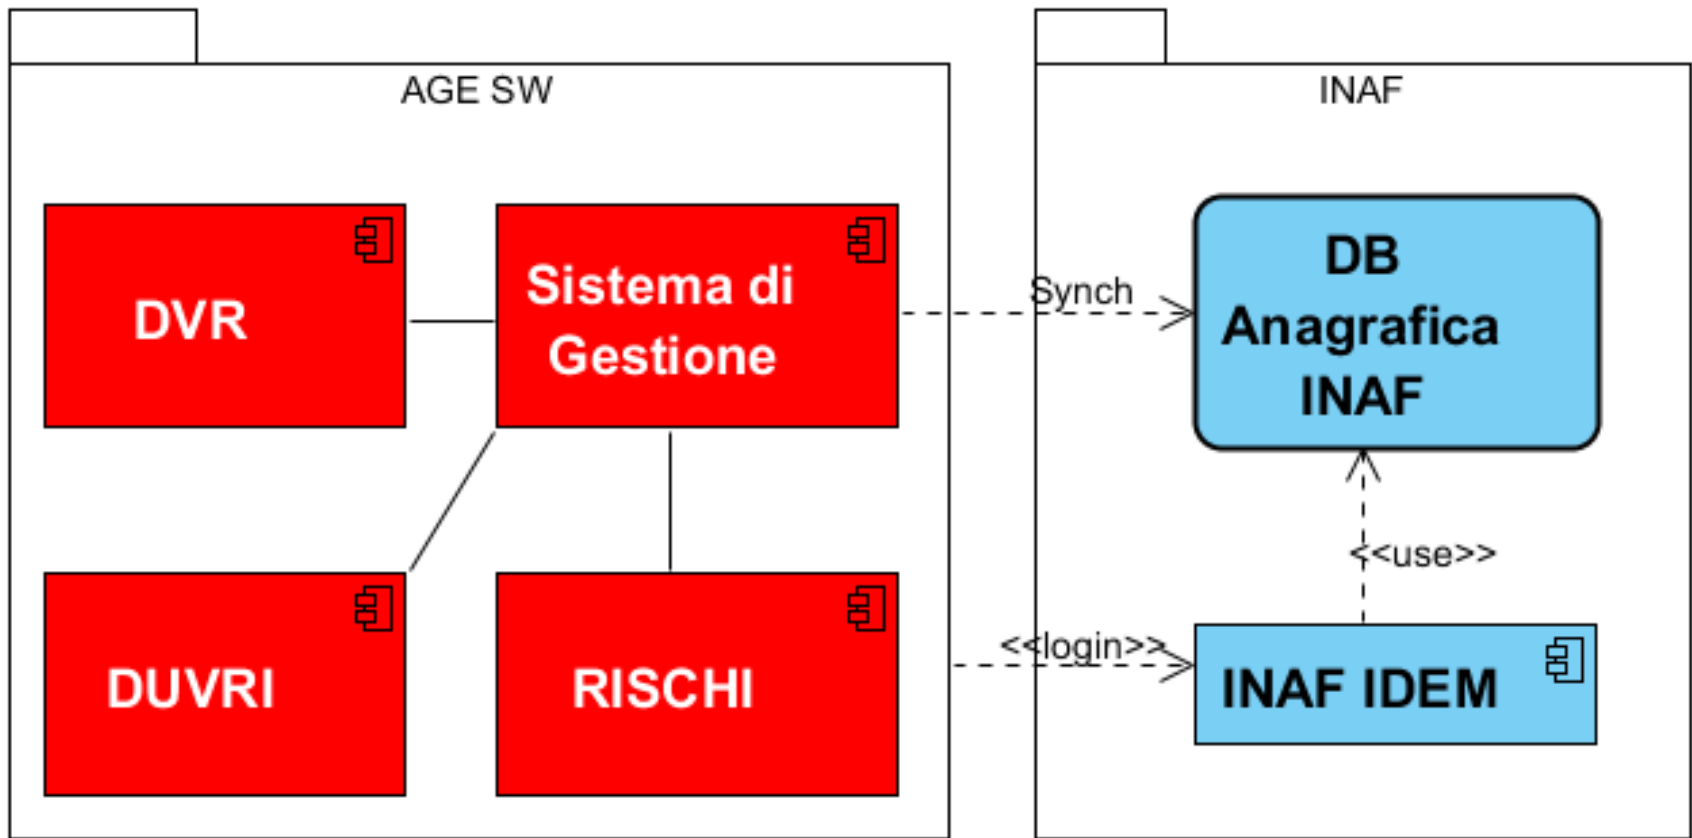 AGE SW
INAF
DVR
Sistema di
Gestione
Synch
DB
Anagrafica
INAF
<<use>>
DUVRI
RISCHI
<<login>>
INAF IDEM